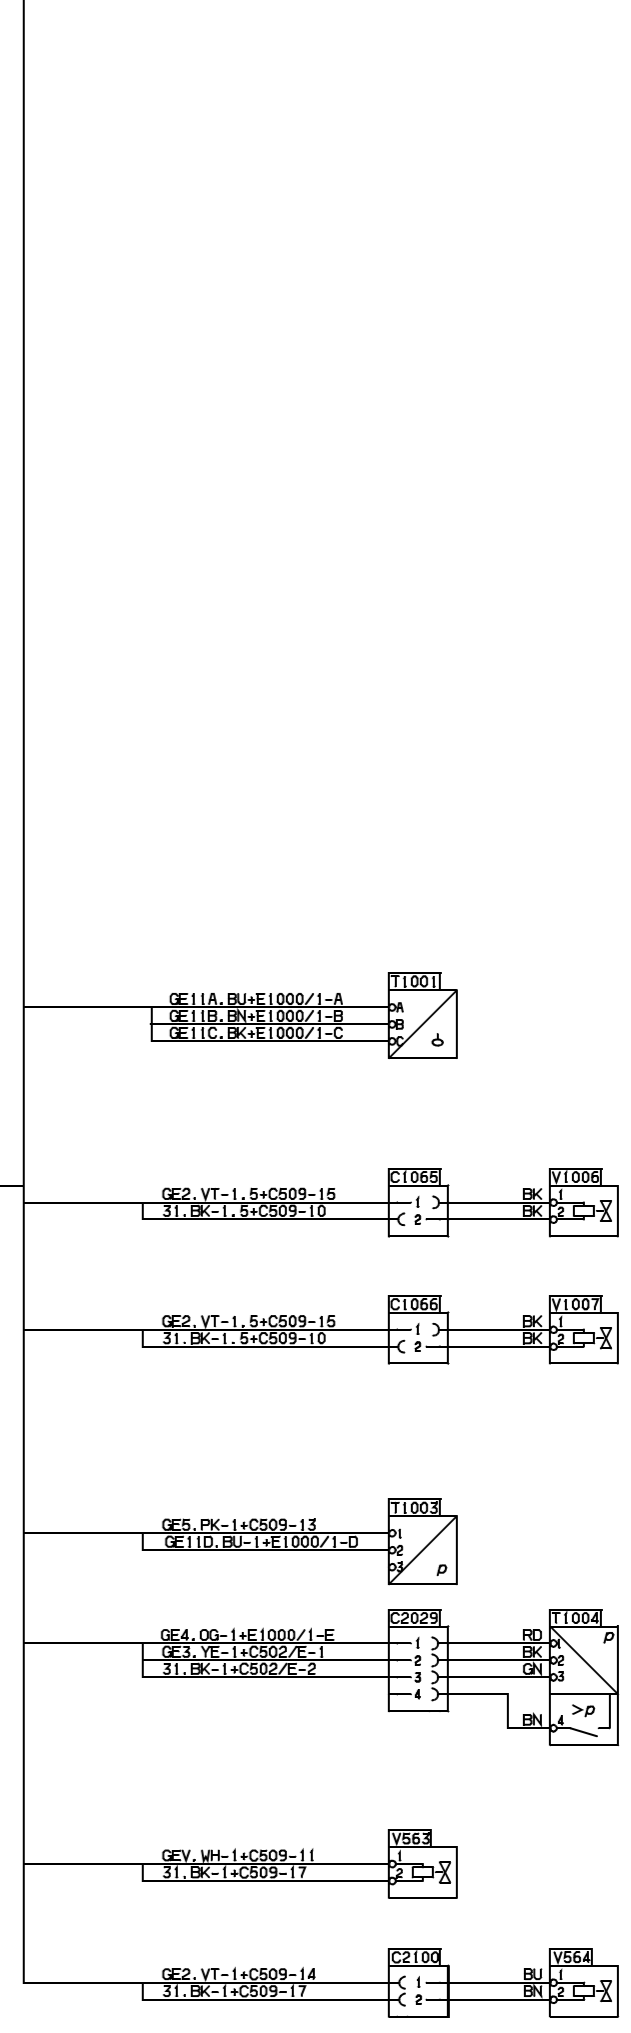 T1001
GE11A.BU+E1000/1-A A
GE11B.BN+E1000/1-B B
GE11C.BK+E1000/1-C C
C1065 V1006
GE2.VT-1.5+C509-15 1 BK 1
31.BK-1.5+C509-10 2 BK 2
C1066 V1007
GE2.VT-1.5+C509-15 1 BK 1
31.BK-1.5+C509-10 2 BK 2
T1003
GE5.PK-1+C509-13 1
GE11D.BU-1+E1000/1-D 2
3 p
C2029 T1004
GE4.OG-1+E1000/1-E 1 RD 1 p
GE3.YE-1+C502/E-1 2 BK 2
31.BK-1+C502/E-2 3 GN 3
4
>p
BN 4
V563
GEV.WH-1+C509-11 1
31.BK-1+C509-17 2
C2100 V564
GE2.VT-1+C509-14 1 BU 1
31.BK-1+C509-17 2 BN 2